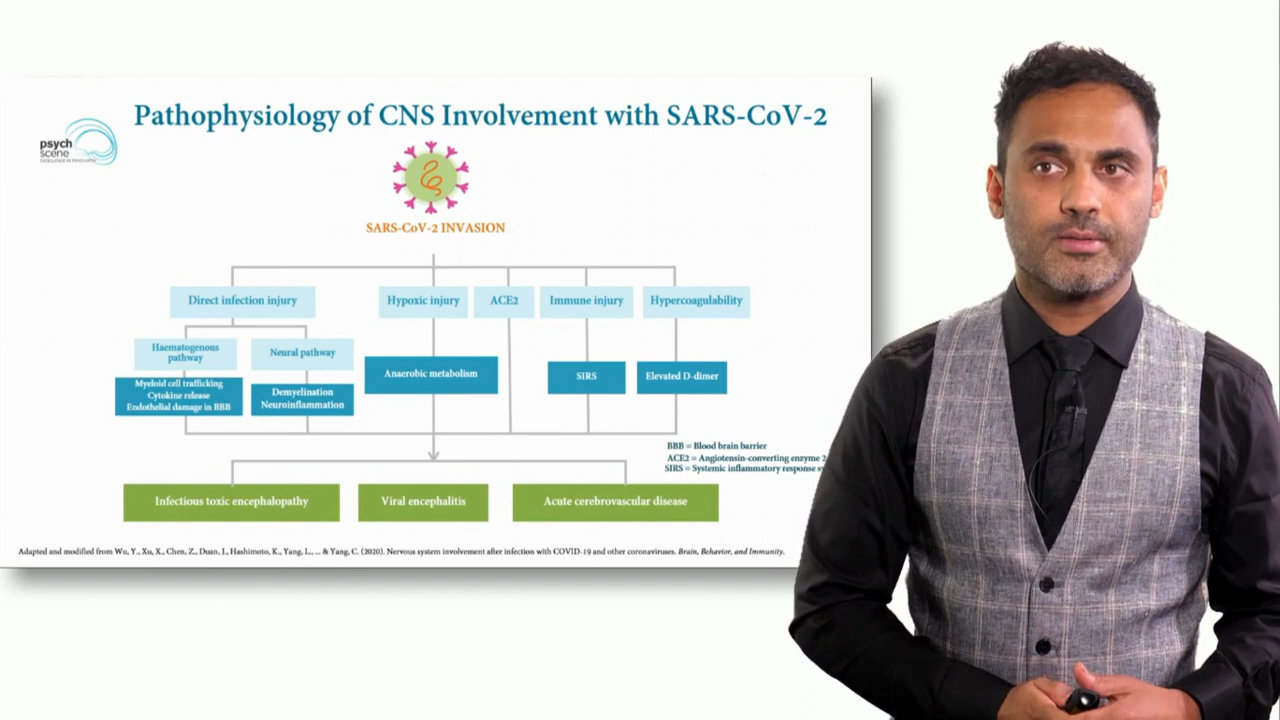 Pathophysiology of CNS Involvement with SARS-CoV-2
psych
scene
EXCELLENCE IN PSYCHIATRY
SARS-CoV-2 INVASION
Direct infection injury
Hypoxic injury
ACE2
Immune injury
Hypercoagulability
Haematogenous
pathway
Neural pathway
Myeloid cell trafficking
Cytokine release
Endothelial damage in BBB
Demyelination
Neuroinflammation
Anaerobic metabolism
SIRS
Elevated D-dimer
BBB = Blood brain barrier
ACE2 = Angiotensin-converting enzyme 2
SIRS = Systemic inflammatory response
Infectious toxic encephalopathy
Viral encephalitis
Acute cerebrovascular disease
Adapted and modified from Wu, Y., Xu, X., Chen, Z., Duan, J., Hashimoto, K., Yang, L., ... & Yang, C. (2020). Nervous system involvement after infection with COVID-19 and other coronaviruses. Brain, Behavior, and Immunity.